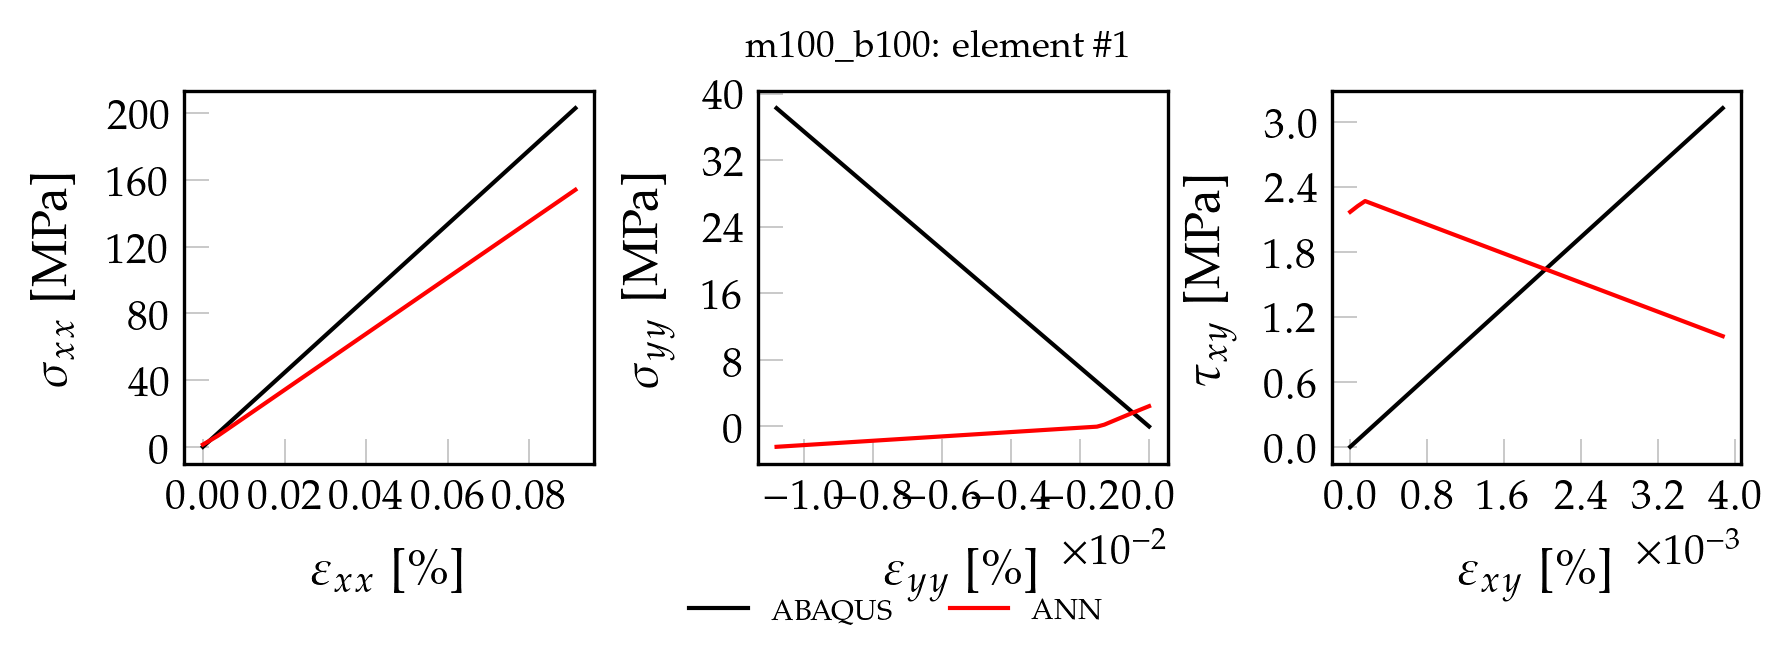 m100_b100: element #1
σxx [MPa]
200
160
120
80
40
0
0.00 0.02 0.04 0.06 0.08
εxx [%]
σyy [MPa]
40
32
24
16
8
0
−1.0 −0.8 −0.6 −0.4 −0.2 0.0
×10−2
εyy [%]
τxy [MPa]
3.0
2.4
1.8
1.2
0.6
0.0
0.0 0.8 1.6 2.4 3.2 4.0
×10−3
εxy [%]
ABAQUS ANN